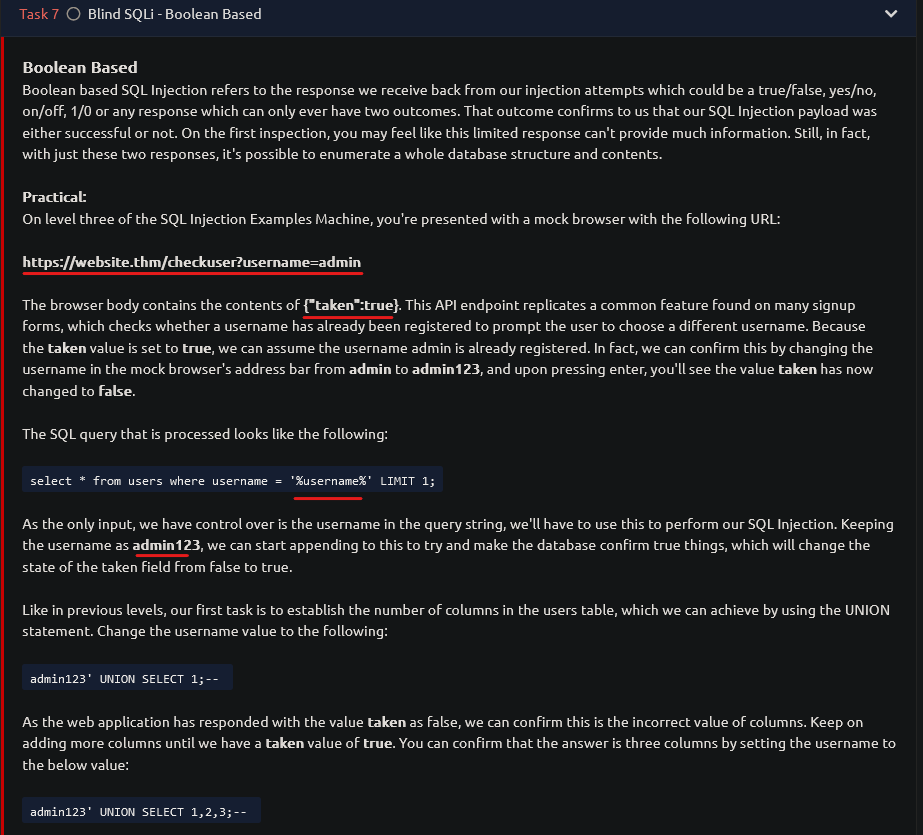 Task 7 Blind SQLi - Boolean Based
Boolean Based
Boolean based SQL Injection refers to the response we receive back from our injection attempts which could be a true/false, yes/no,
on/off, 1/0 or any response which can only ever have two outcomes. That outcome confirms to us that our SQL Injection payload was
either successful or not. On the first inspection, you may feel like this limited response can't provide much information. Still, in fact,
with just these two responses, it's possible to enumerate a whole database structure and contents.
Practical:
On level three of the SQL Injection Examples Machine, you're presented with a mock browser with the following URL:
https://website.thm/checkuser?username=admin
The browser body contains the contents of {"taken":true}. This API endpoint replicates a common feature found on many signup
forms, which checks whether a username has already been registered to prompt the user to choose a different username. Because
the taken value is set to true, we can assume the username admin is already registered. In fact, we can confirm this by changing the
username in the mock browser's address bar from admin to admin123, and upon pressing enter, you'll see the value taken has now
changed to false.
The SQL query that is processed looks like the following:
select * from users where username = '%username%' LIMIT 1;
As the only input, we have control over is the username in the query string, we'll have to use this to perform our SQL Injection. Keeping
the username as admin123, we can start appending to this to try and make the database confirm true things, which will change the
state of the taken field from false to true.
Like in previous levels, our first task is to establish the number of columns in the users table, which we can achieve by using the UNION
statement. Change the username value to the following:
admin123' UNION SELECT 1;--
As the web application has responded with the value taken as false, we can confirm this is the incorrect value of columns. Keep on
adding more columns until we have a taken value of true. You can confirm that the answer is three columns by setting the username to
the below value:
admin123' UNION SELECT 1,2,3;--